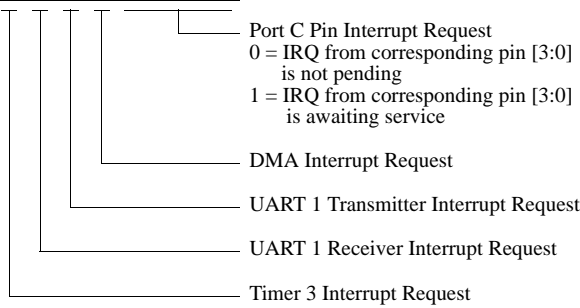 Port C Pin Interrupt Request
0 = IRQ from corresponding pin [3:0]
is not pending
1 = IRQ from corresponding pin [3:0]
is awaiting service
DMA Interrupt Request
UART 1 Transmitter Interrupt Request
UART 1 Receiver Interrupt Request
Timer 3 Interrupt Request